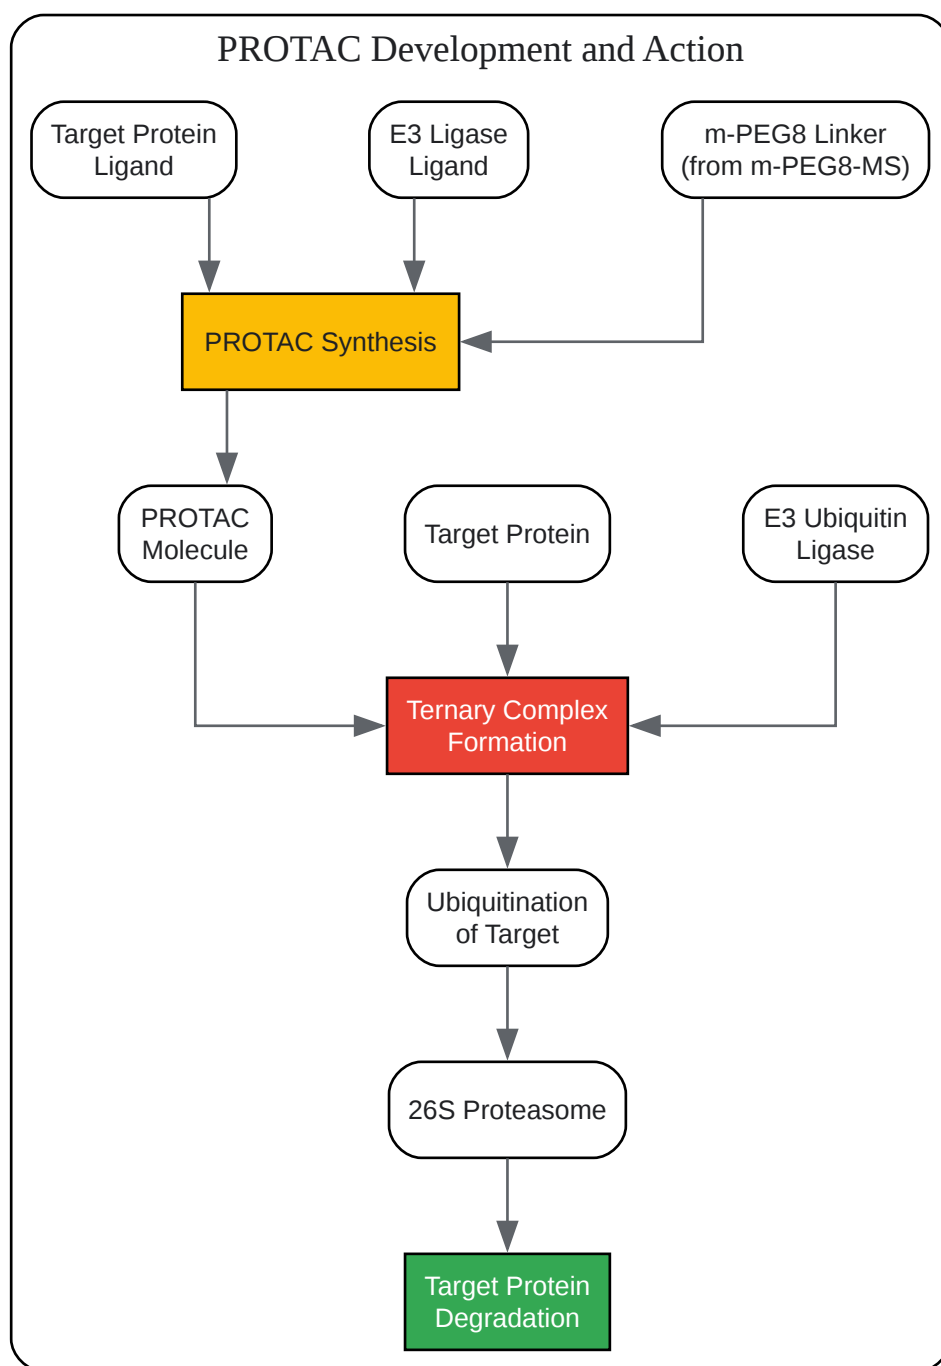 PROTAC Development and Action
Target Protein
Ligand
E3 Ligase
Ligand
m-PEG8 Linker
(from m-PEG8-MS)
PROTAC Synthesis
PROTAC
Molecule
Target Protein
E3 Ubiquitin
Ligase
Ternary Complex
Formation
Ubiquitination
of Target
26S Proteasome
Target Protein
Degradation